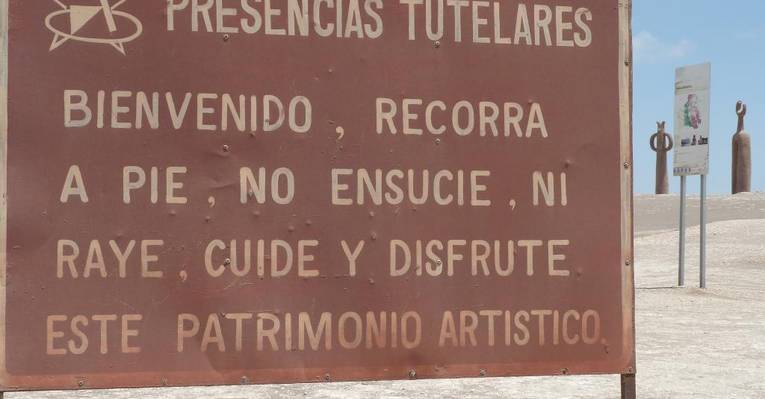 PRESENCIAS TUTELARES
BIENVENIDO, RECORRA
A PIE, NO ENSUCIE, NI
RAYE, CUIDE Y DISFRUTE
ESTE PATRIMONIO ARTISTICO.